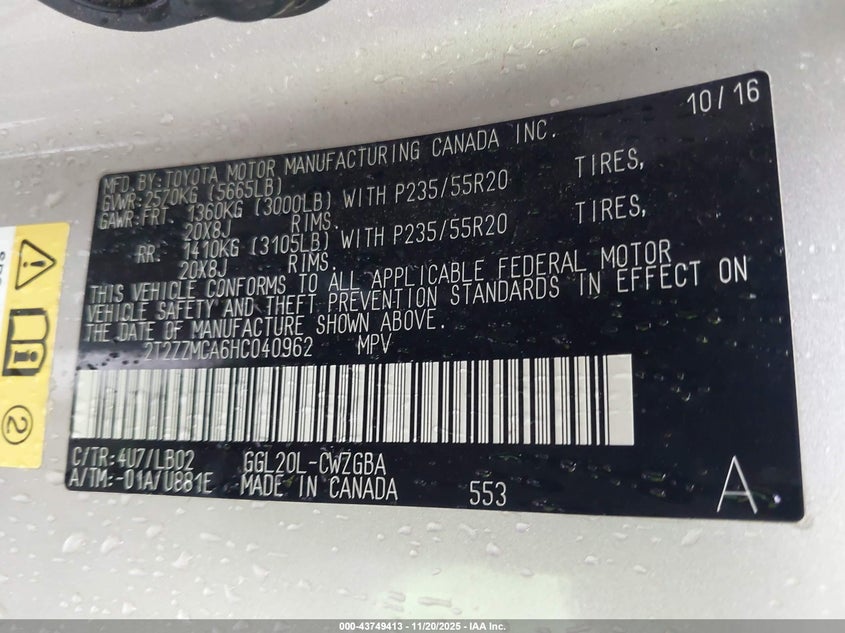 10/16
MFD. BY: TOYOTA MOTOR MANUFACTURING CANADA INC.
GVWR: 2570KG (5665LB)
GAWR: FRT 1360KG (3000LB) WITH P235/55R20 TIRES,
20X8J RIMS.
RR. 1410KG (3105LB) WITH P235/55R20 TIRES,
20X8J RIMS.
THIS VEHICLE CONFORMS TO ALL APPLICABLE FEDERAL MOTOR
VEHICLE SAFETY AND THEFT PREVENTION STANDARDS IN EFFECT ON
THE DATE OF MANUFACTURE SHOWN ABOVE.
2T2ZZMCA6HC040962 MPV
C/TR: 4U7/LB02 GGL20L-CWZGBA
A/TM:-01A/U881E MADE IN CANADA 553 A
2
000-43749413 - 11/20/2025 - IAA Inc.